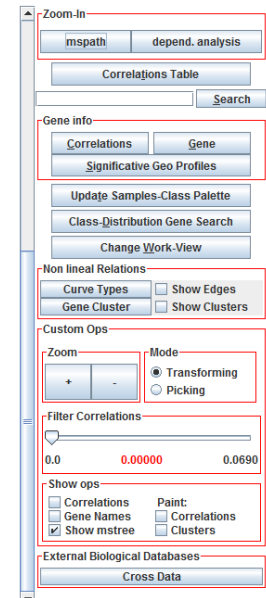 Zoom-In
mspath depend. analysis
Correlations Table
Search
Gene info
Correlations Gene
Significative Geo Profiles
Update Samples-Class Palette
Class-Distribution Gene Search
Change Work-View
Non lineal Relations
Curve Types Show Edges
Gene Cluster Show Clusters
Custom Ops
Zoom Mode
+ - Transforming
Picking
Filter Correlations
0.0 0.00000 0.0690
Show ops
Correlations Paint:
Gene Names Correlations
Show mstree Clusters
External Biological Databases
Cross Data